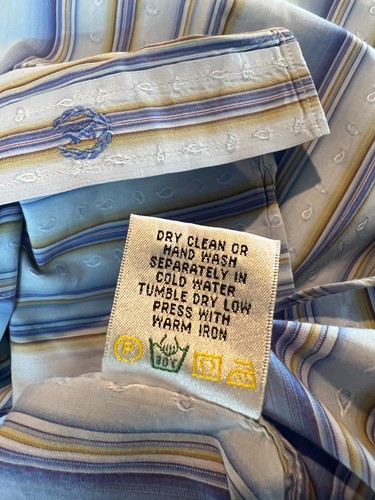 DRY CLEAN OR
HAND WASH
SEPARATELY IN
COLD WATER
TUMBLE DRY LOW
PRESS WITH
WARM IRON
P 30°